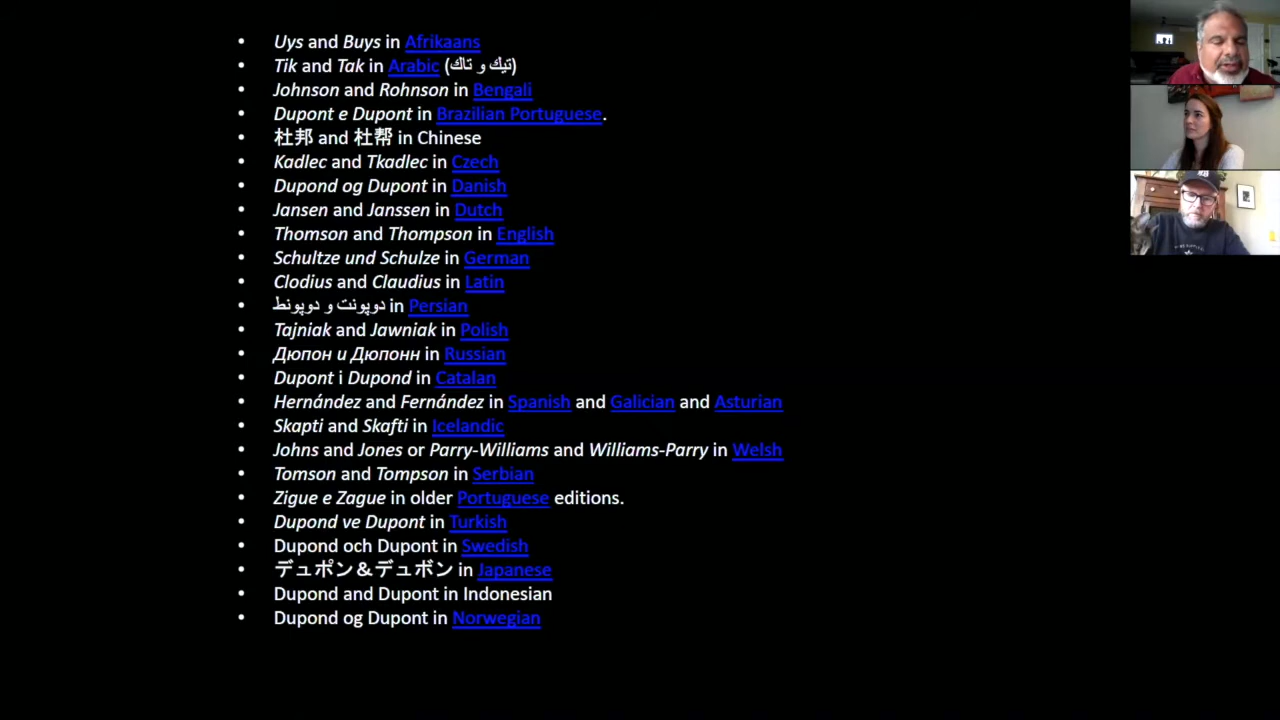 • Uys and Buys in Afrikaans
• Tik and Tak in Arabic (تيك و تاك)
• Johnson and Rohnson in Bengali
• Dupont e Dupont in Brazilian Portuguese.
• 杜邦 and 杜帮 in Chinese
• Kadlec and Tkadlec in Czech
• Dupond og Dupont in Danish
• Jansen and Janssen in Dutch
• Thomson and Thompson in English
• Schultze und Schulze in German
• Clodius and Claudius in Latin
• دوپونت و دوپونط in Persian
• Tajniak and Jawniak in Polish
• Дюпон и Дюпонн in Russian
• Dupont i Dupond in Catalan
• Hernández and Fernández in Spanish and Galician and Asturian
• Skapti and Skafti in Icelandic
• Johns and Jones or Parry-Williams and Williams-Parry in Welsh
• Tomson and Tompson in Serbian
• Zigue e Zague in older Portuguese editions.
• Dupond ve Dupont in Turkish
• Dupond och Dupont in Swedish
• デュポン＆デュボン in Japanese
• Dupond and Dupont in Indonesian
• Dupond og Dupont in Norwegian